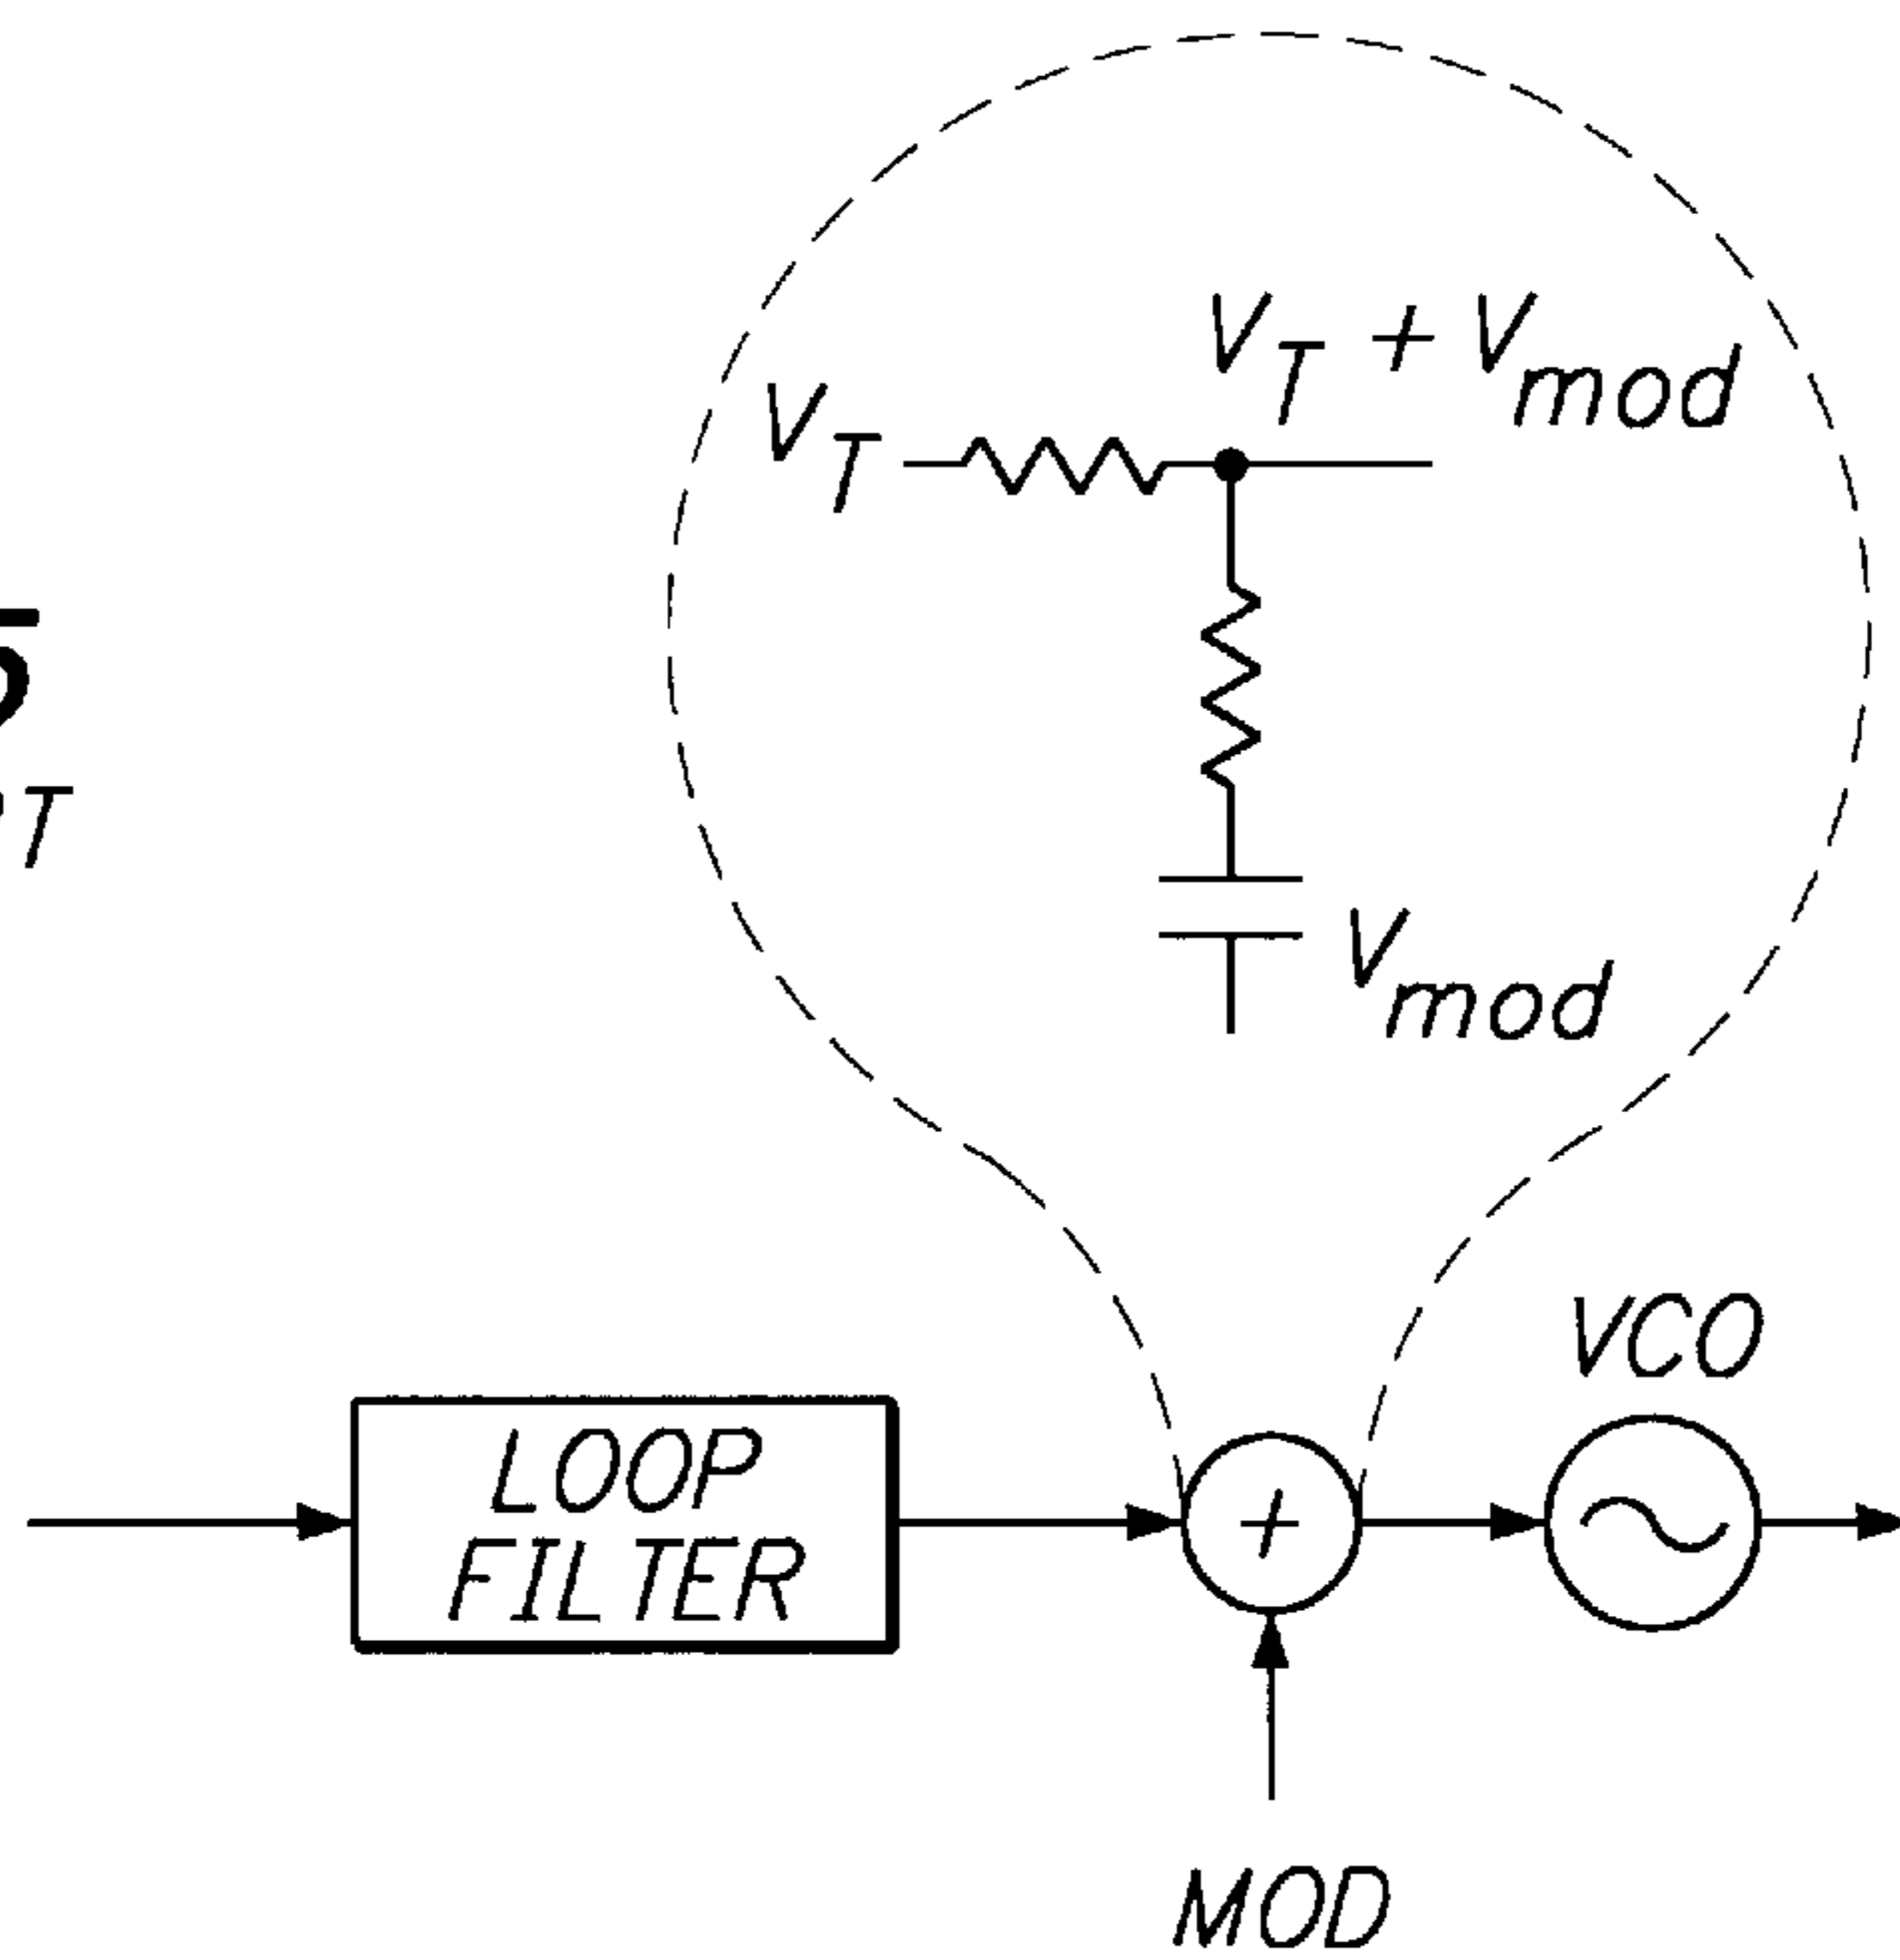 V_T + V_mod
V_T
V_mod
VCO
LOOP
FILTER
+
MOD